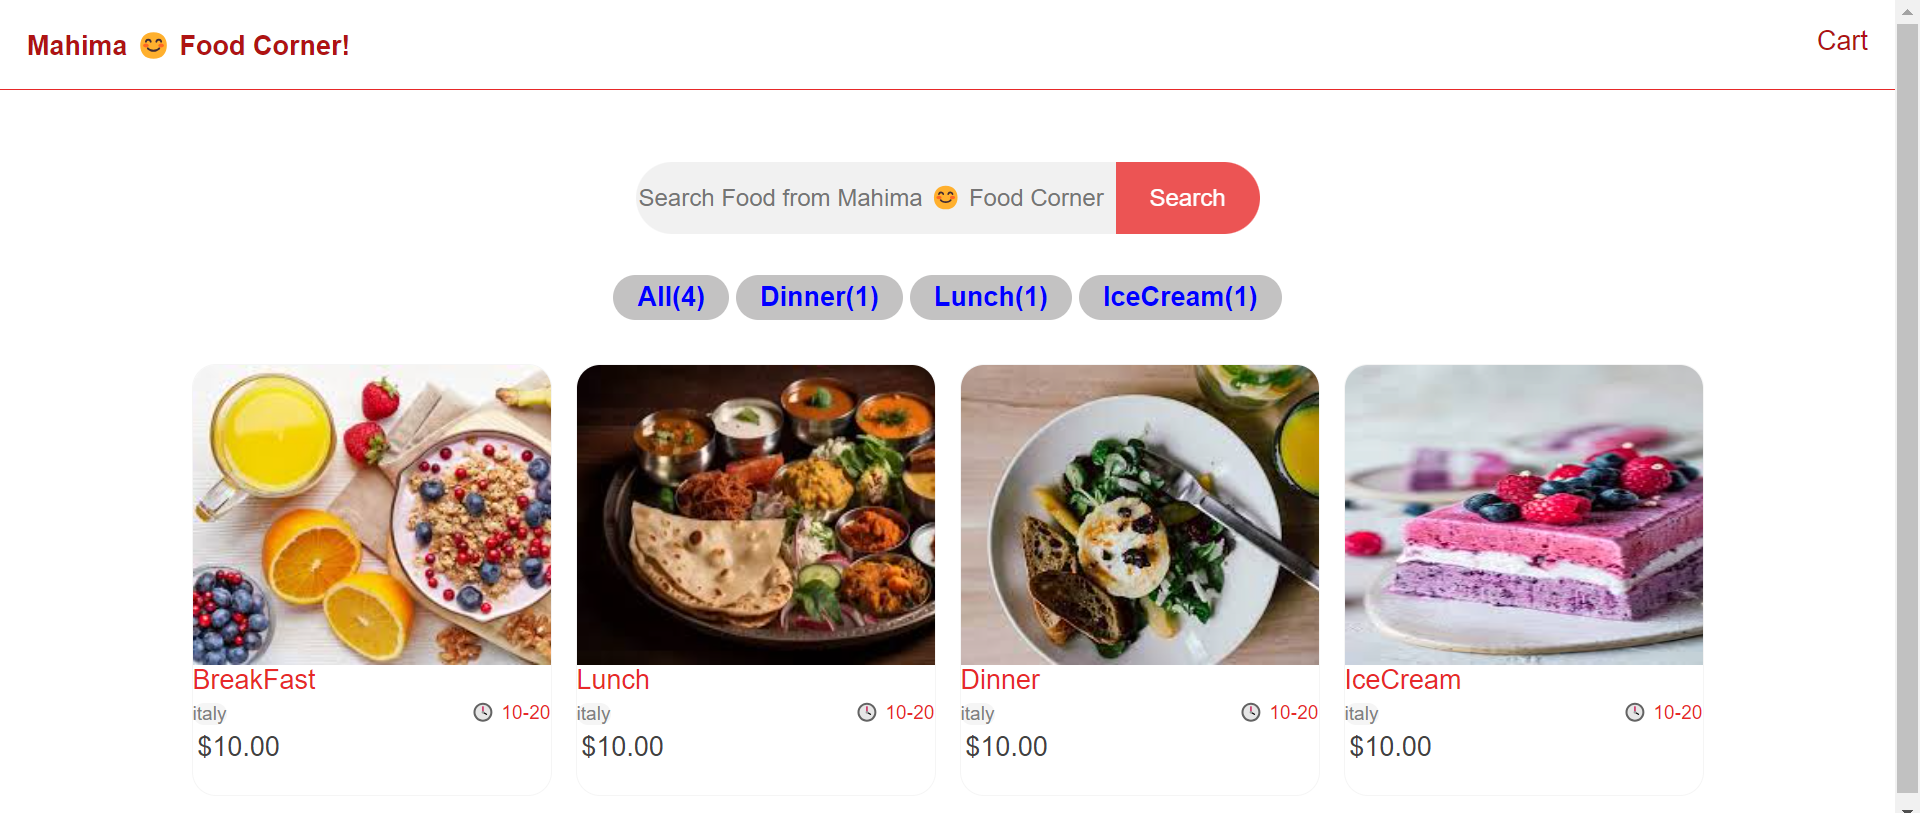 Mahima 😊 Food Corner!
Cart
Search Food from Mahima 😊 Food Corner
Search
All(4) Dinner(1) Lunch(1) IceCream(1)
BreakFast
italy 10-20
$10.00
Lunch
italy 10-20
$10.00
Dinner
italy 10-20
$10.00
IceCream
italy 10-20
$10.00